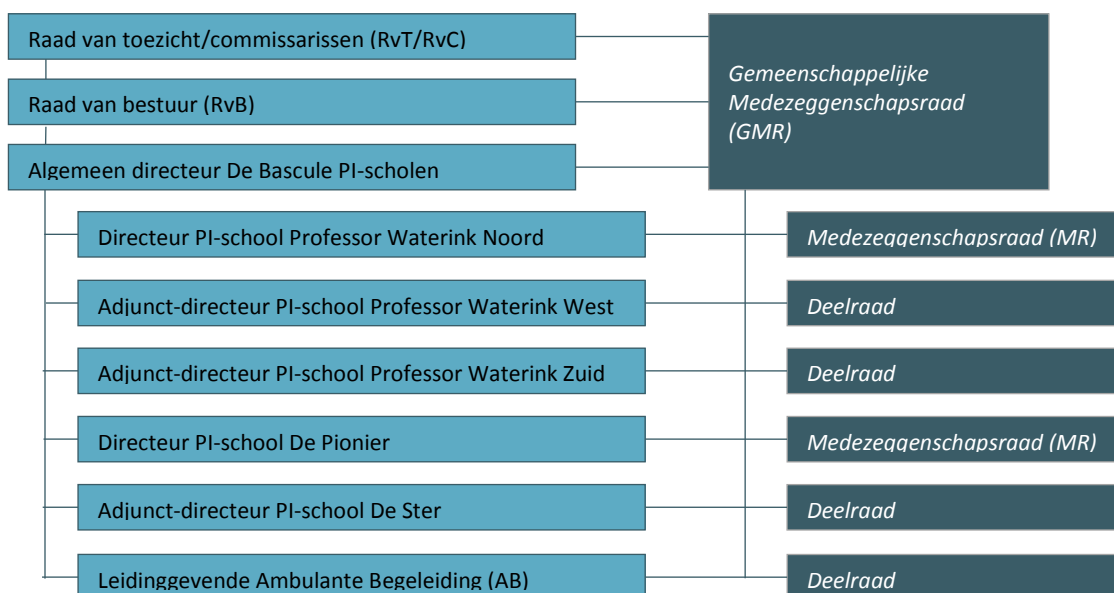 Raad van toezicht/commissarissen (RvT/RvC)
Gemeenschappelijke
Medezeggenschapsraad
(GMR)
Raad van bestuur (RvB)
Algemeen directeur De Bascule PI-scholen
Directeur PI-school Professor Waterink Noord
Medezeggenschapsraad (MR)
Adjunct-directeur PI-school Professor Waterink West
Deelraad
Adjunct-directeur PI-school Professor Waterink Zuid
Deelraad
Directeur PI-school De Pionier
Medezeggenschapsraad (MR)
Adjunct-directeur PI-school De Ster
Deelraad
Leidinggevende Ambulante Begeleiding (AB)
Deelraad